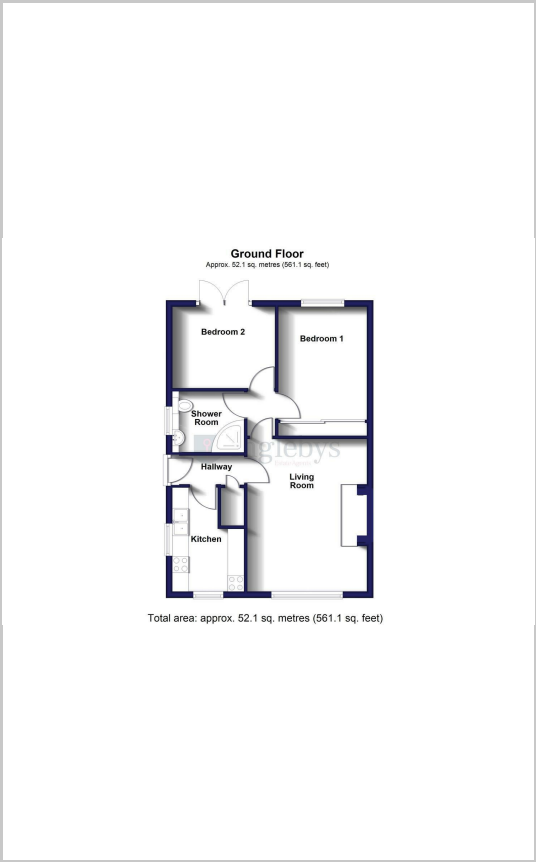 Ground Floor
Approx. 52.1 sq. metres (561.1 sq. feet)
Bedroom 2
Bedroom 1
Shower
Room
Hallway
Living
Room
Kitchen
Total area: approx. 52.1 sq. metres (561.1 sq. feet)